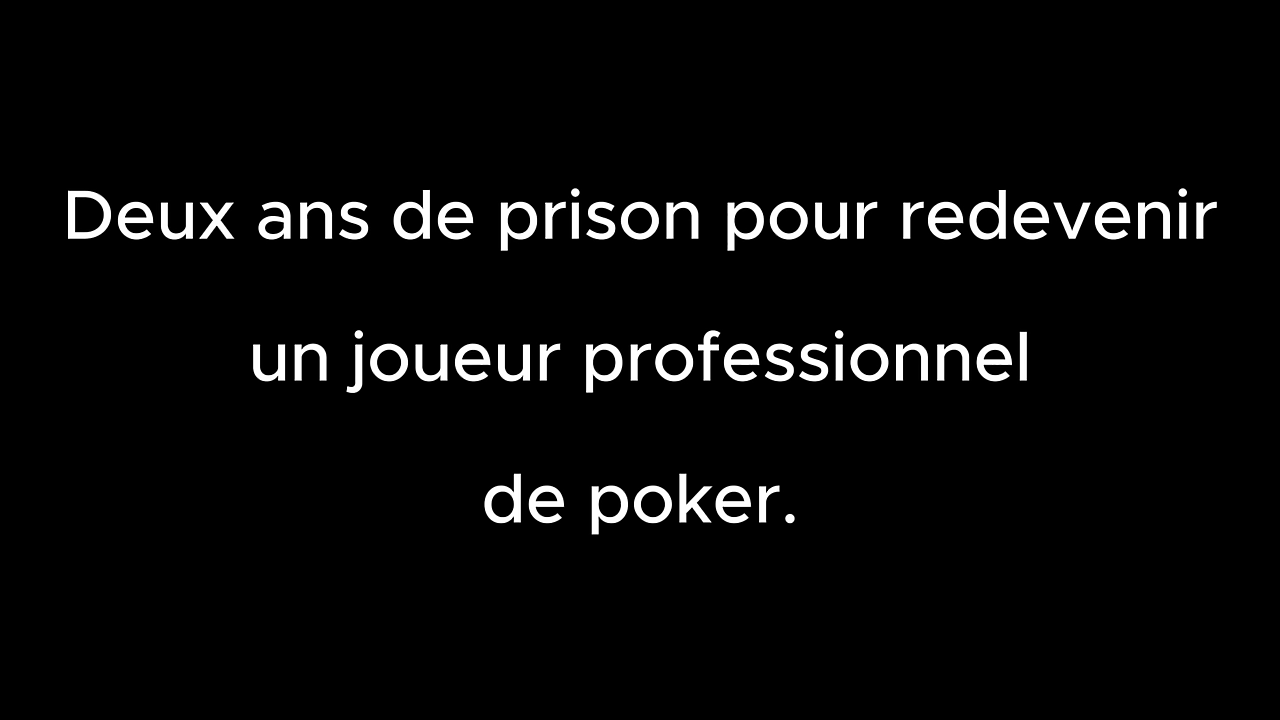 Deux ans de prison pour redevenir
un joueur professionnel
de poker.